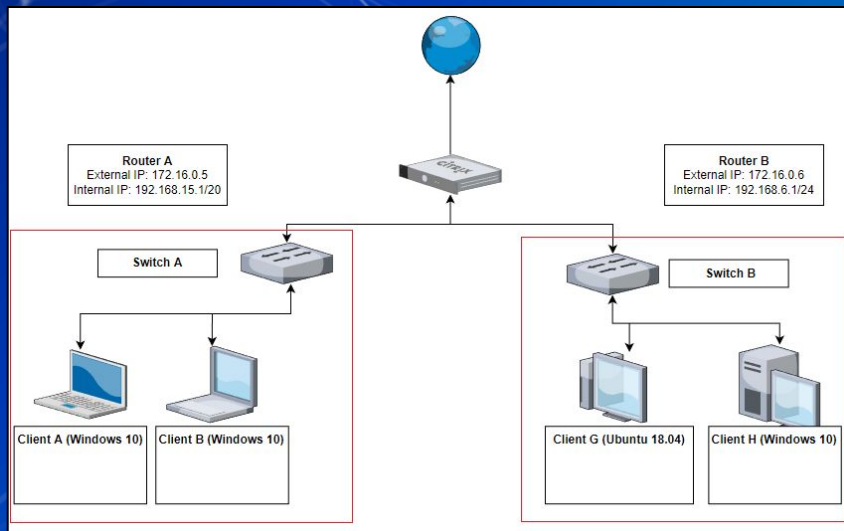 citrix
Router A
External IP: 172.16.0.5
Internal IP: 192.168.15.1/20
Router B
External IP: 172.16.0.6
Internal IP: 192.168.6.1/24
Switch A
Switch B
Client A (Windows 10)
Client B (Windows 10)
Client G (Ubuntu 18.04)
Client H (Windows 10)